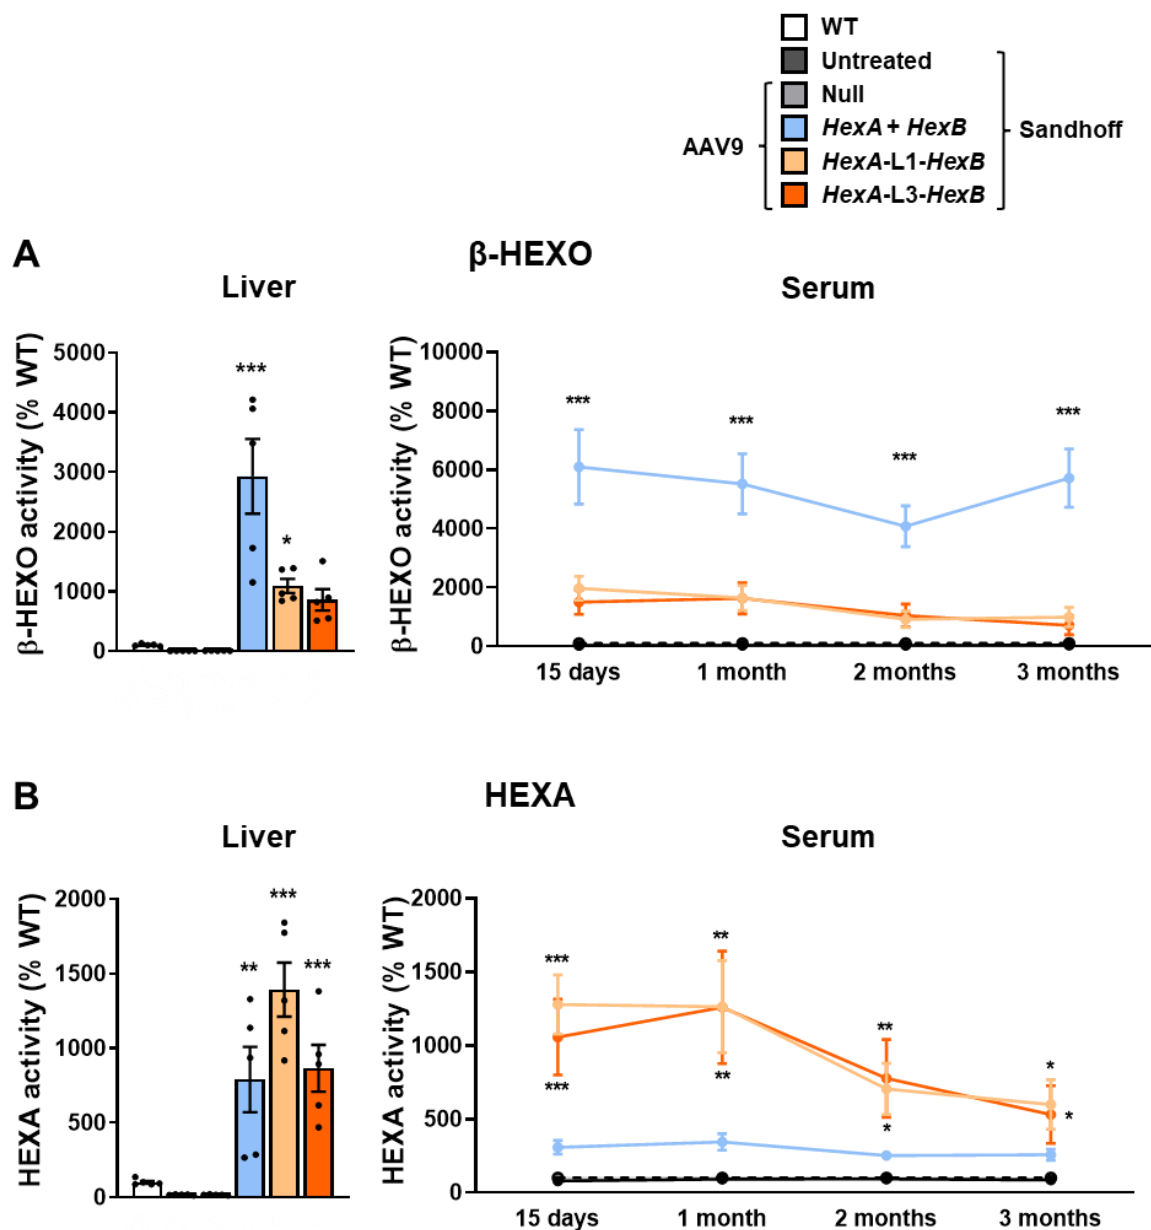 WT
Untreated
Null
HexA + HexB
HexA-L1-HexB
HexA-L3-HexB
AAV9
Sandhoff
A
β-HEXO
Liver
Serum
β-HEXO activity (% WT)
5000
4000
3000
2000
1000
0
***
*
β-HEXO activity (% WT)
10000
8000
6000
4000
2000
0
***
***
***
***
15 days
1 month
2 months
3 months
B
HEXA
Liver
Serum
HEXA activity (% WT)
2000
1500
1000
500
0
**
***
***
HEXA activity (% WT)
2000
1500
1000
500
0
***
***
**
**
**
*
*
*
15 days
1 month
2 months
3 months